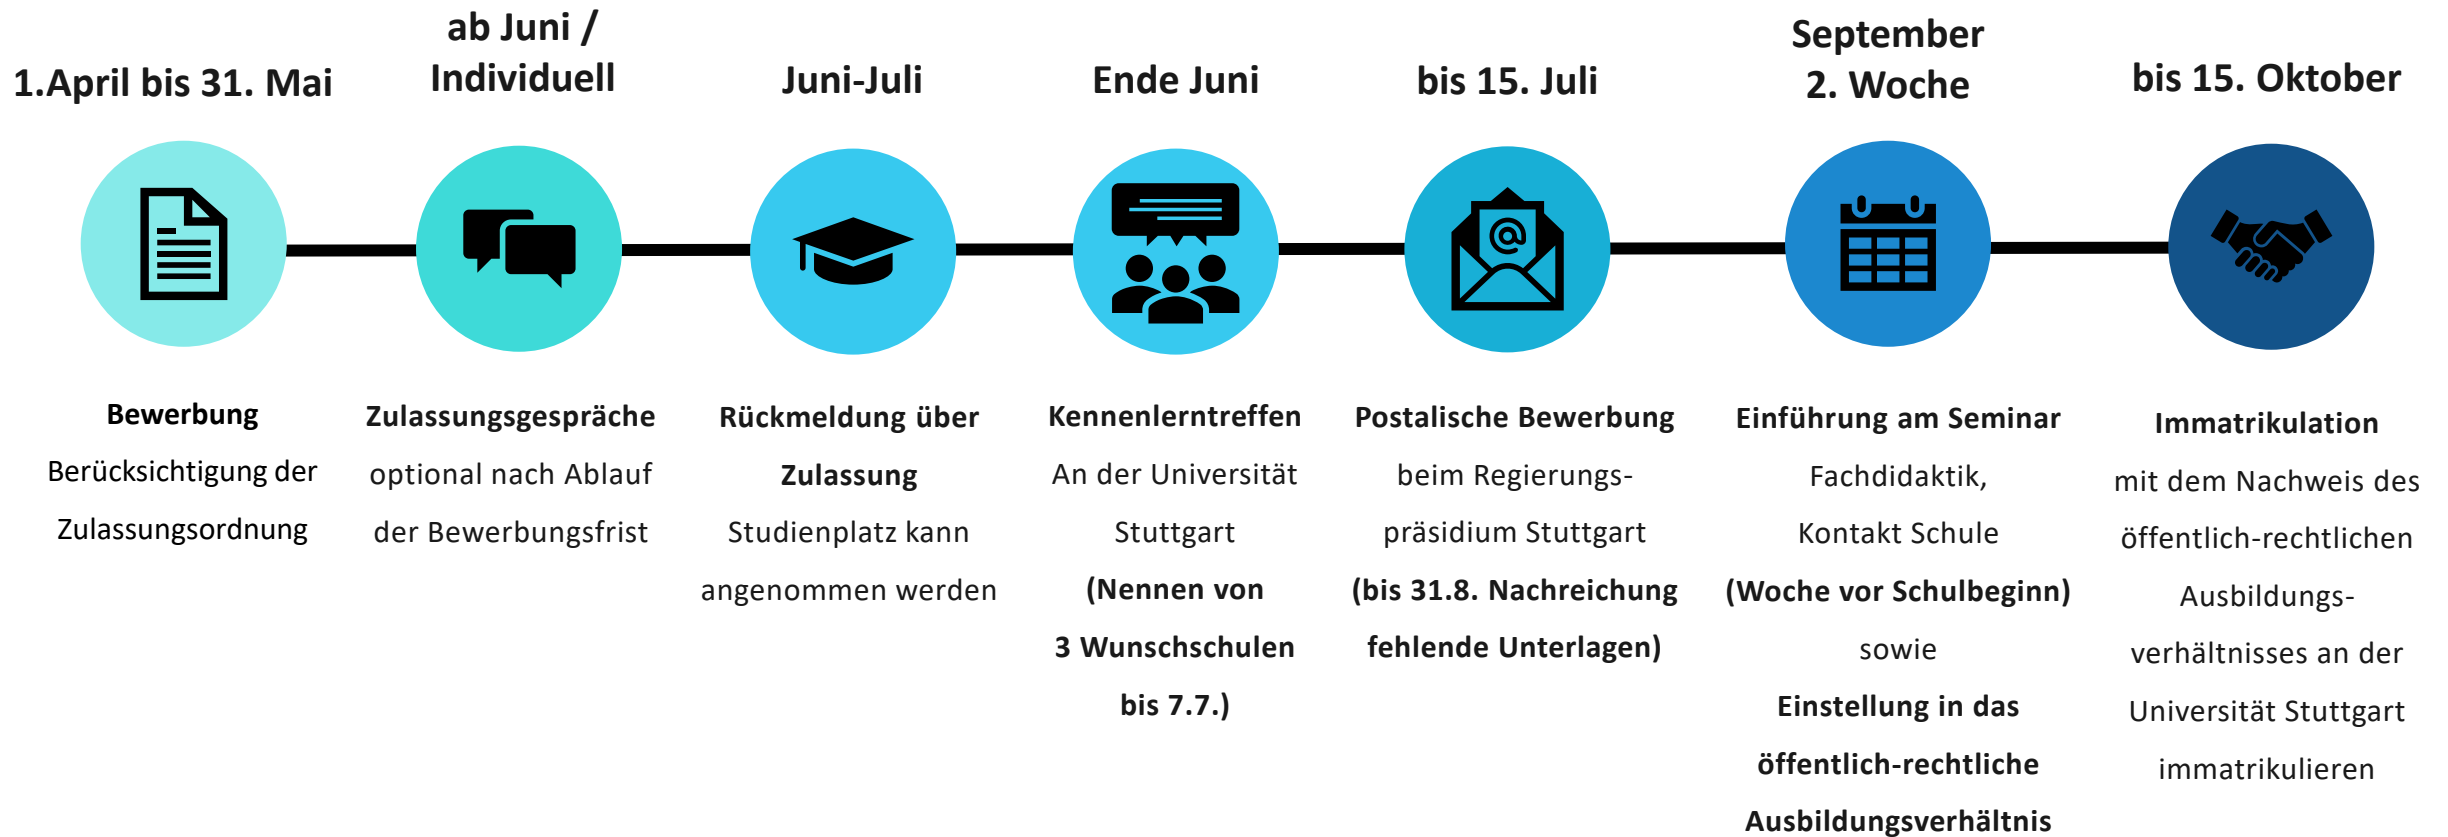 1.April bis 31. Mai
ab Juni /
Individuell
Juni-Juli
Ende Juni
bis 15. Juli
September
2. Woche
bis 15. Oktober
@
Bewerbung
Berücksichtigung der
Zulassungsordnung
Zulassungsgespräche
optional nach Ablauf
der Bewerbungsfrist
Rückmeldung über
Zulassung
Studienplatz kann
angenommen werden
Kennenlerntreffen
An der Universität
Stuttgart
(Nennen von
3 Wunschschulen
bis 7.7.)
Postalische Bewerbung
beim Regierungs-
präsidium Stuttgart
(bis 31.8. Nachreichung
fehlende Unterlagen)
Einführung am Seminar
Fachdidaktik,
Kontakt Schule
(Woche vor Schulbeginn)
sowie
Einstellung in das
öffentlich-rechtliche
Ausbildungsverhältnis
Immatrikulation
mit dem Nachweis des
öffentlich-rechtlichen
Ausbildungs-
verhältnisses an der
Universität Stuttgart
immatrikulieren